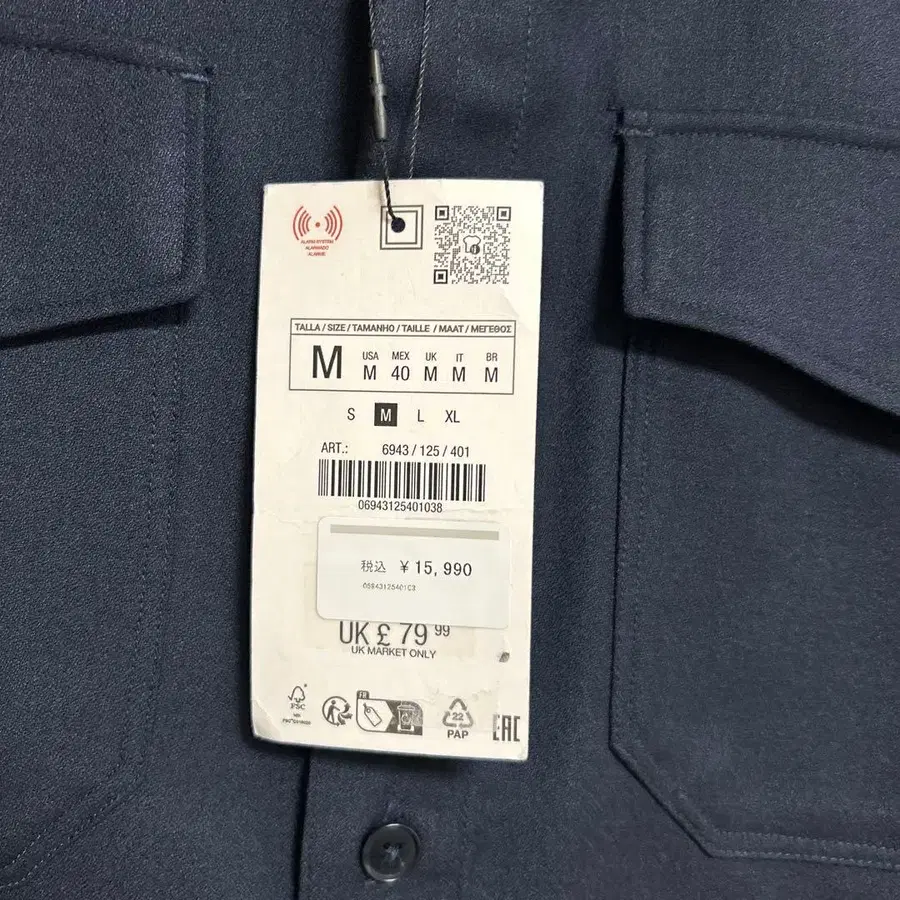 ALARM SYSTEM
ALARMADO
ALARME
TALLA / SIZE / TAMANHO / TAILLE / MAAT / ΜΕΓΕΘΟΣ
M
USA MEX UK IT BR
M 40 M M M
S M L XL
ART.: 6943 / 125 / 401
06943125401038
税込 ¥15,990
UK £ 79 99
UK MARKET ONLY
FSC
FR
22
PAP
EAC